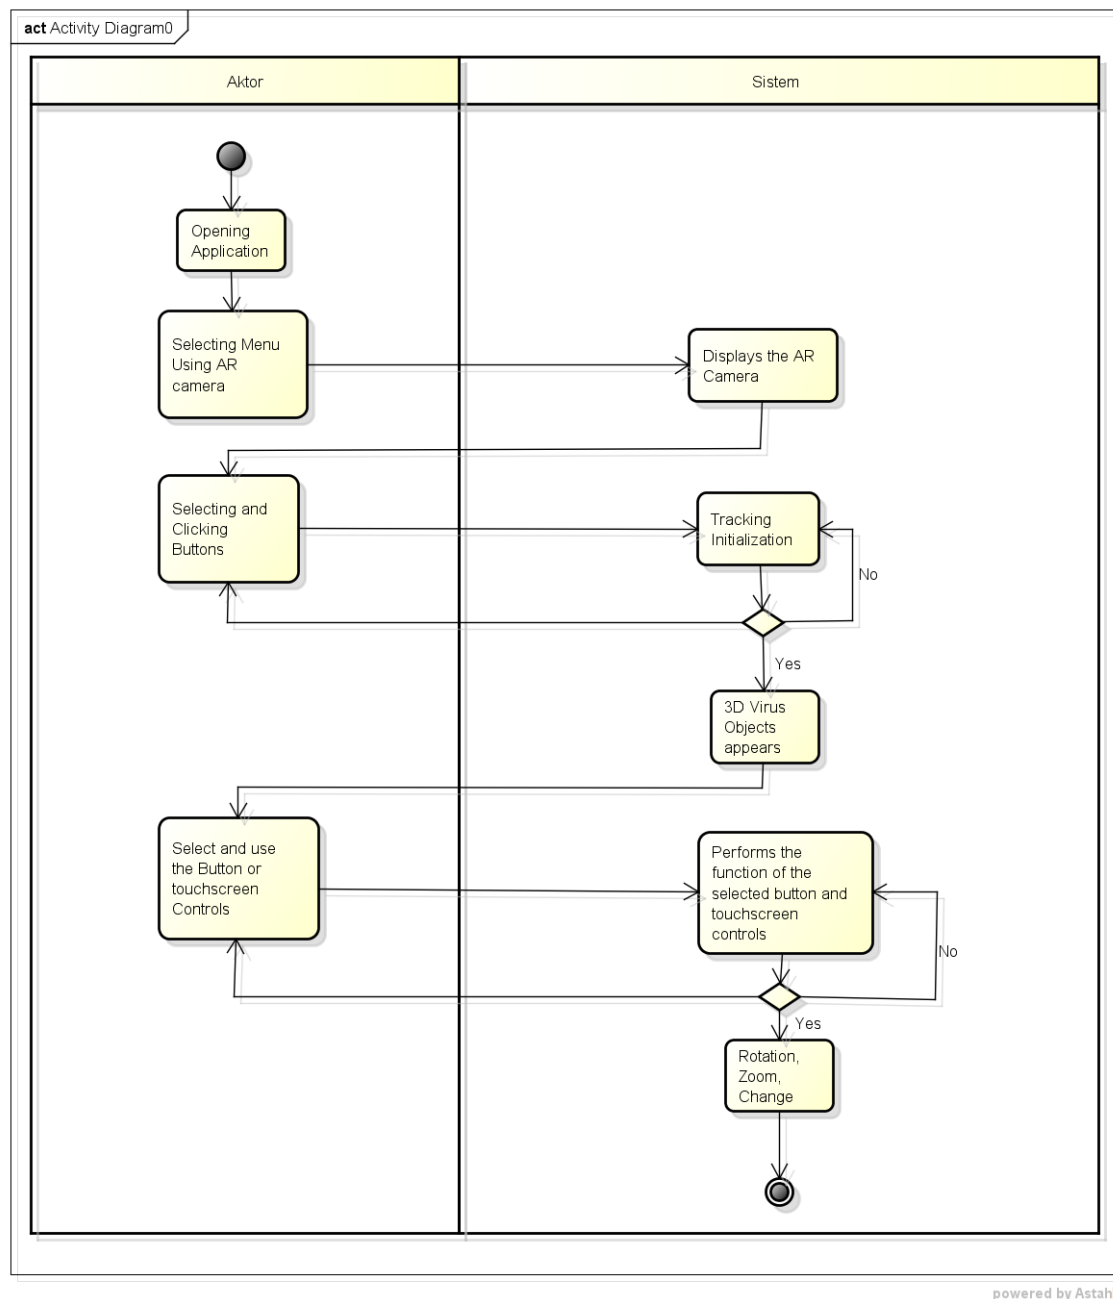 act Activity Diagram0
Aktor
Sistem
Opening
Application
Selecting Menu
Using AR
camera
Displays the AR
Camera
Selecting and
Clicking
Buttons
Tracking
Initialization
No
Yes
3D Virus
Objects
appears
Select and use
the Button or
touchscreen
Controls
Performs the
function of the
selected button and
touchscreen
controls
No
Yes
Rotation,
Zoom,
Change
powered by Astah